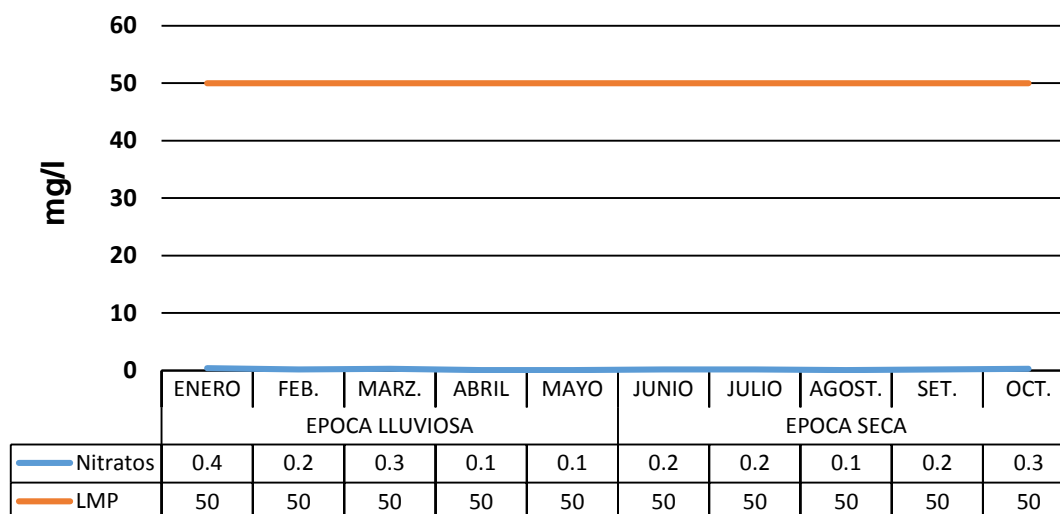 60
50
40
30
20
10
0
mg/l
ENERO FEB. MARZ. ABRIL MAYO JUNIO JULIO AGOST. SET. OCT.
EPOCA LLUVIOSA EPOCA SECA
Nitratos 0.4 0.2 0.3 0.1 0.1 0.2 0.2 0.1 0.2 0.3
LMP 50 50 50 50 50 50 50 50 50 50